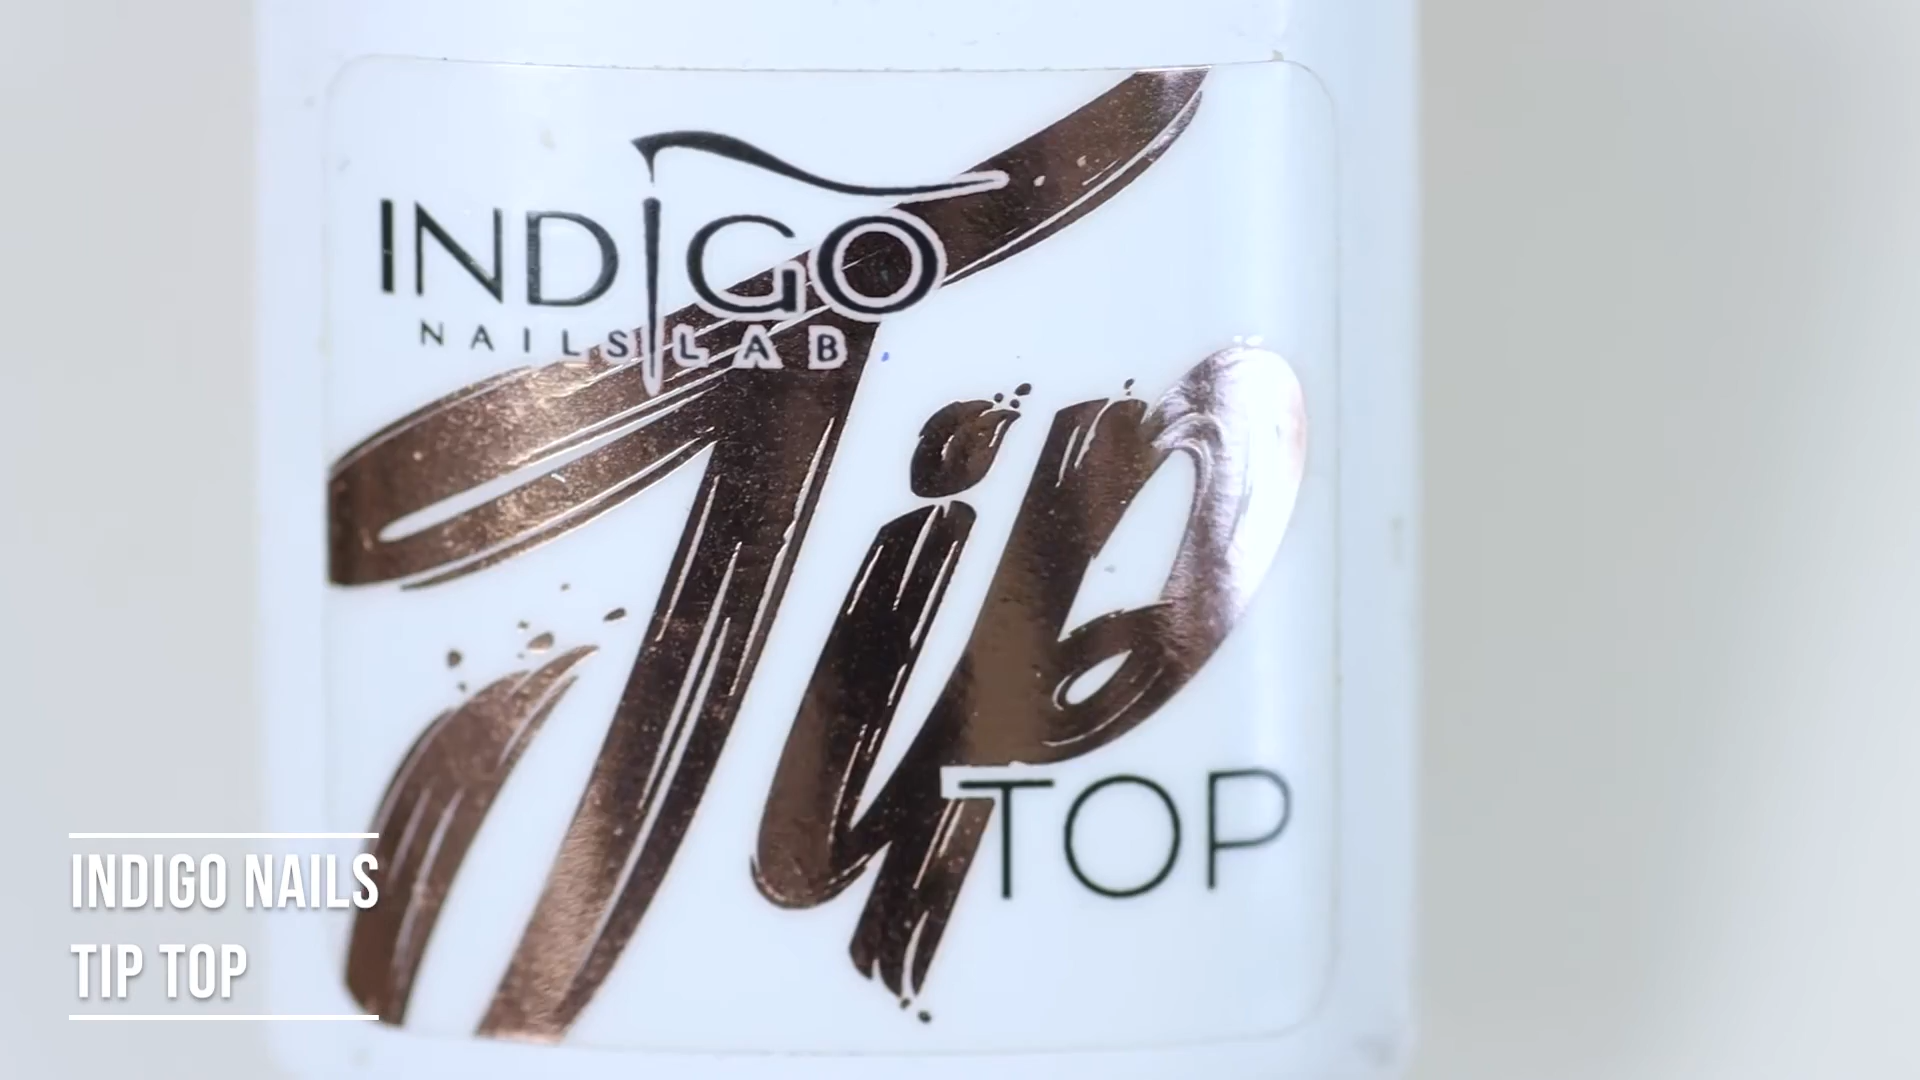 INDIGO
NAILS LAB
Tip
TOP
INDIGO NAILS
TIP TOP